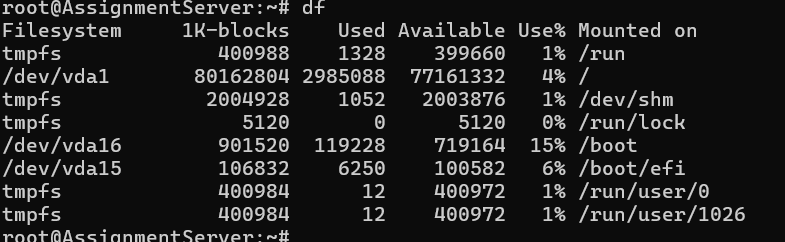 root@AssignmentServer:~# df
Filesystem     1K-blocks    Used Available Use% Mounted on
tmpfs             400988    1328    399660   1% /run
/dev/vda1       80162804 2985088  77161332   4% /
tmpfs            2004928    1052   2003876   1% /dev/shm
tmpfs               5120       0      5120   0% /run/lock
/dev/vda16        901520  119228    719164  15% /boot
/dev/vda15        106832    6250    100582   6% /boot/efi
tmpfs             400984      12    400972   1% /run/user/0
tmpfs             400984      12    400972   1% /run/user/1026
root@AssignmentServer:~#